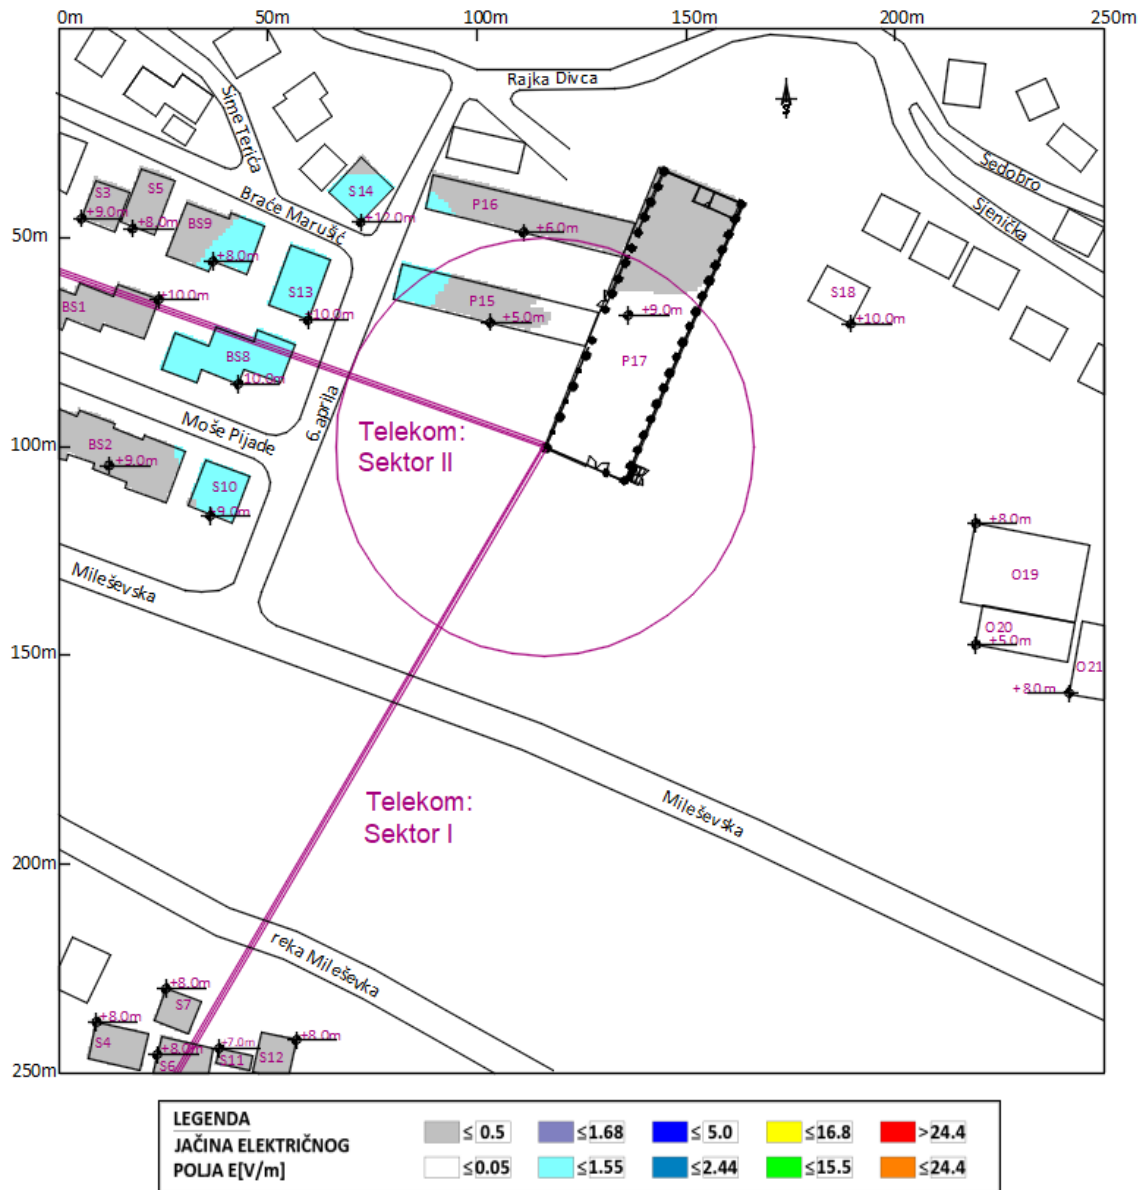 0m
50m
100m
150m
200m
250m
Rajka Divca
Sime Terića
Braće Marušić
Šedobro
Sjenička
S3
+9.0m
S5
+8.0m
BS9
+8.0m
S14
+12.0m
P16
+6.0m
50m
BS1
+10.0m
S13
+10.0m
P15
+5.0m
+9.0m
P17
S18
+10.0m
BS8
10.0m
6. aprila
Moše Pijade
BS2
+9.0m
S10
+9.0m
100m
Telekom:
Sektor II
+8.0m
O19
O20
+5.0m
O21
+8.0m
Mileševska
150m
Telekom:
Sektor I
Mileševska
200m
reka Mileševka
+8.0m
S7
+8.0m
S4
+8.0m
S6
+7.0m
S11
S12
+8.0m
250m
LEGENDA
JAČINA ELEKTRIČNOG
POLJA E[V/m]
≤ 0.5
≤1.68
≤ 5.0
≤16.8
>24.4
≤0.05
≤1.55
≤2.44
≤15.5
≤24.4